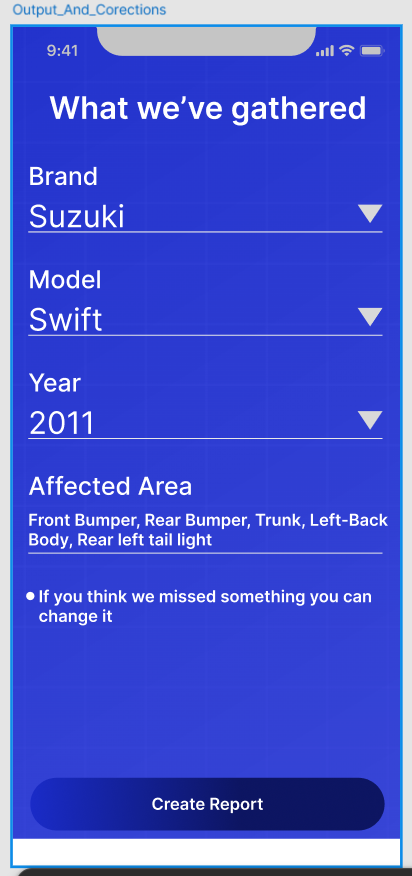 Output_And_Corections
9:41
What we’ve gathered
Brand
Suzuki
Model
Swift
Year
2011
Affected Area
Front Bumper, Rear Bumper, Trunk, Left-Back
Body, Rear left tail light
If you think we missed something you can
change it
Create Report